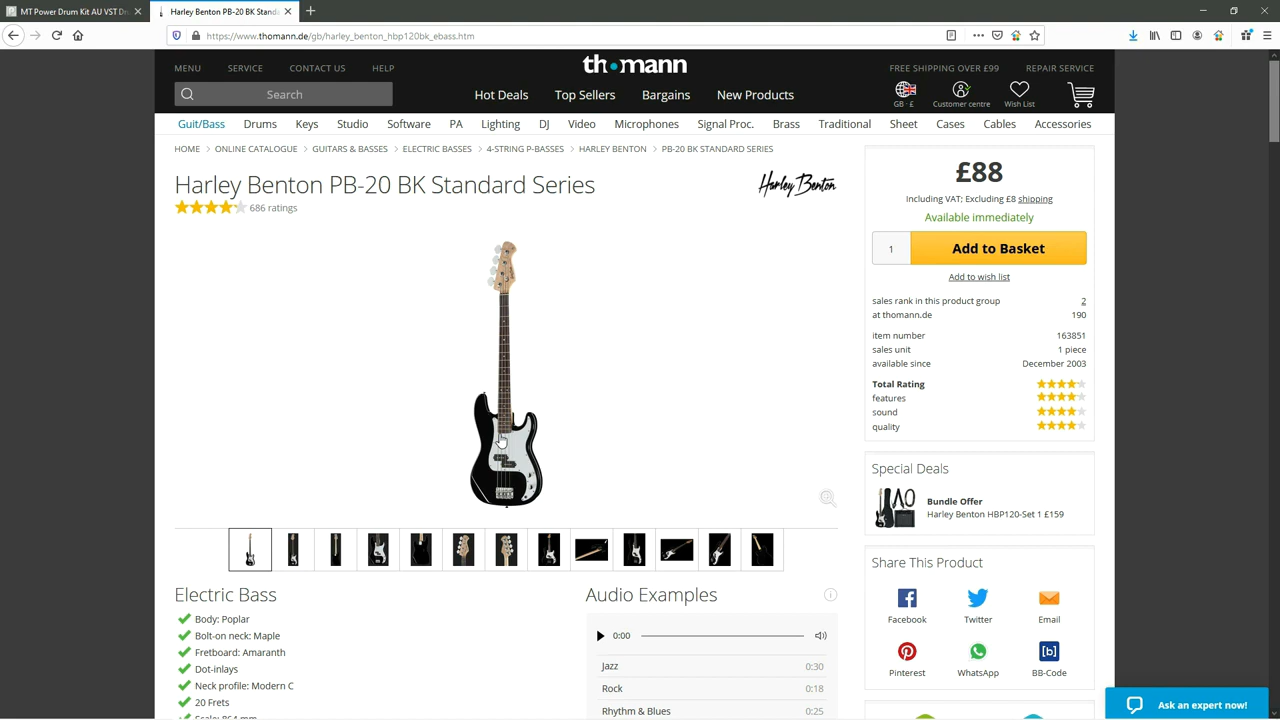 MT Power Drum Kit AU VST Dr
Harley Benton PB-20 BK Standa
https://www.thomann.de/gb/harley_benton_hbp120bk_ebass.htm
MENU SERVICE CONTACT US HELP
th•mann
FREE SHIPPING OVER £99 REPAIR SERVICE
Search
Hot Deals Top Sellers Bargains New Products
GB · £ Customer centre Wish List
Guit/Bass Drums Keys Studio Software PA Lighting DJ Video Microphones Signal Proc. Brass Traditional Sheet Cases Cables Accessories
HOME > ONLINE CATALOGUE > GUITARS & BASSES > ELECTRIC BASSES > 4-STRING P-BASSES > HARLEY BENTON > PB-20 BK STANDARD SERIES
Harley Benton PB-20 BK Standard Series
Harley Benton
686 ratings
£88
Including VAT; Excluding £8 shipping
Available immediately
1 Add to Basket
Add to wish list
sales rank in this product group 2
at thomann.de 190
item number 163851
sales unit 1 piece
available since December 2003
Total Rating
features
sound
quality
Special Deals
Bundle Offer
Harley Benton HBP120-Set 1 £159
Share This Product
Facebook Twitter Email
Pinterest WhatsApp BB-Code
[b]
Electric Bass
Body: Poplar
Bolt-on neck: Maple
Fretboard: Amaranth
Dot-inlays
Neck profile: Modern C
20 Frets
Scale: 864 mm
Audio Examples
0:00
Jazz 0:30
Rock 0:18
Rhythm & Blues 0:25
Ask an expert now!